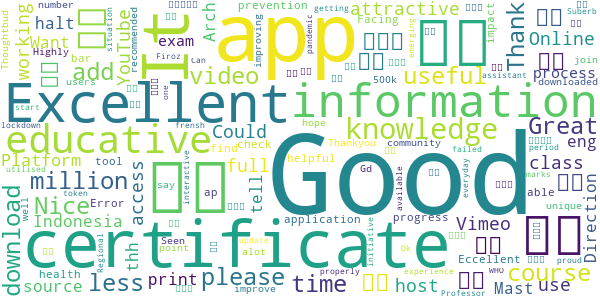 Good
app
certificate
Excellent
It
information
educative
knowledge
Great
useful
Thank
video
Nice
million
download
please
time
course
less
access
full
add
Could
class
Direction
Online
process
attractive
halt
Want
working
YouTube
exam
Arch
Facing
prevention
Platform
Indonesia
source
print
thh
tell
host
Vimeo
Mast
use
eng
Eccellent
application
progress
helpful
Thankyou
community
check
find
tool
Error
health
Seen
point
alot
improve
update
initiative
available
failed
everyday
able
unique
marks
period
proud
Professor
WHO
experience
properly
Ok
Gd
hope
say
ap
token
interactive
Regional
utilised
well
start
lockdown
frensh
one
Firoz
Lan
users
bar
Highly
recommended
situation
number
Thoughtbud
Improving
pandemic
getting
500k
emerging
impact
assistant
join
downloaded
Suberb